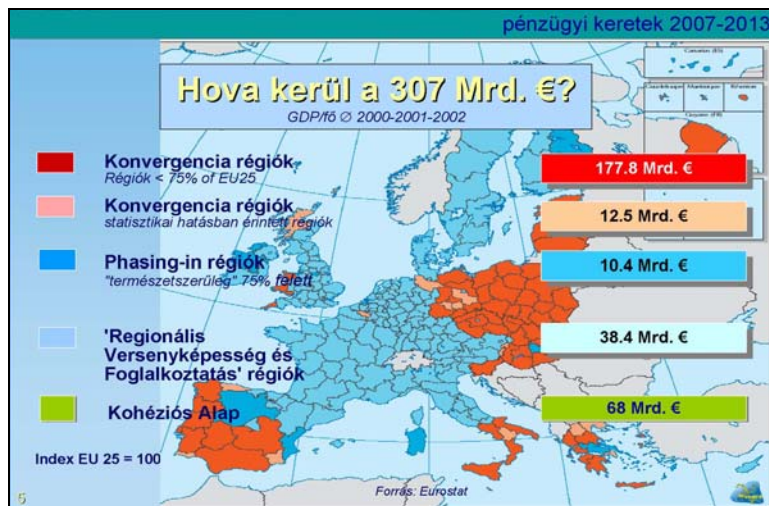 pénzügyi keretek 2007-2013
Hova kerül a 307 Mrd. €?
GDP/fő ∅ 2000-2001-2002
Konvergencia régiók
Régiók < 75% of EU25
177.8 Mrd. €
Konvergencia régiók
statisztikai hatásban érintett régiók
12.5 Mrd. €
Phasing-in régiók
"természetszerűleg" 75% felett
10.4 Mrd. €
'Regionális
Versenyképesség és
Foglalkoztatás' régiók
38.4 Mrd. €
Kohéziós Alap
68 Mrd. €
Index EU 25 = 100
Forrás: Eurostat
5